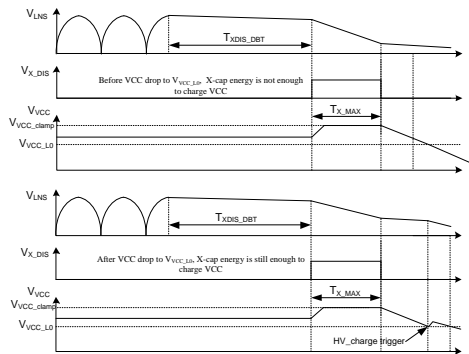 VLNS
TXDIS_DBT
VX_DIS
Before VCC drop to VVCC_L0, X-cap energy is not enough
to charge VCC
VVCC
TX_MAX
VVCC_clamp
VVCC_L0
VLNS
TXDIS_DBT
VX_DIS
After VCC drop to VVCC_L0, X-cap energy is still enough to
charge VCC
VVCC
TX_MAX
VVCC_clamp
VVCC_L0
HV_charge trigger